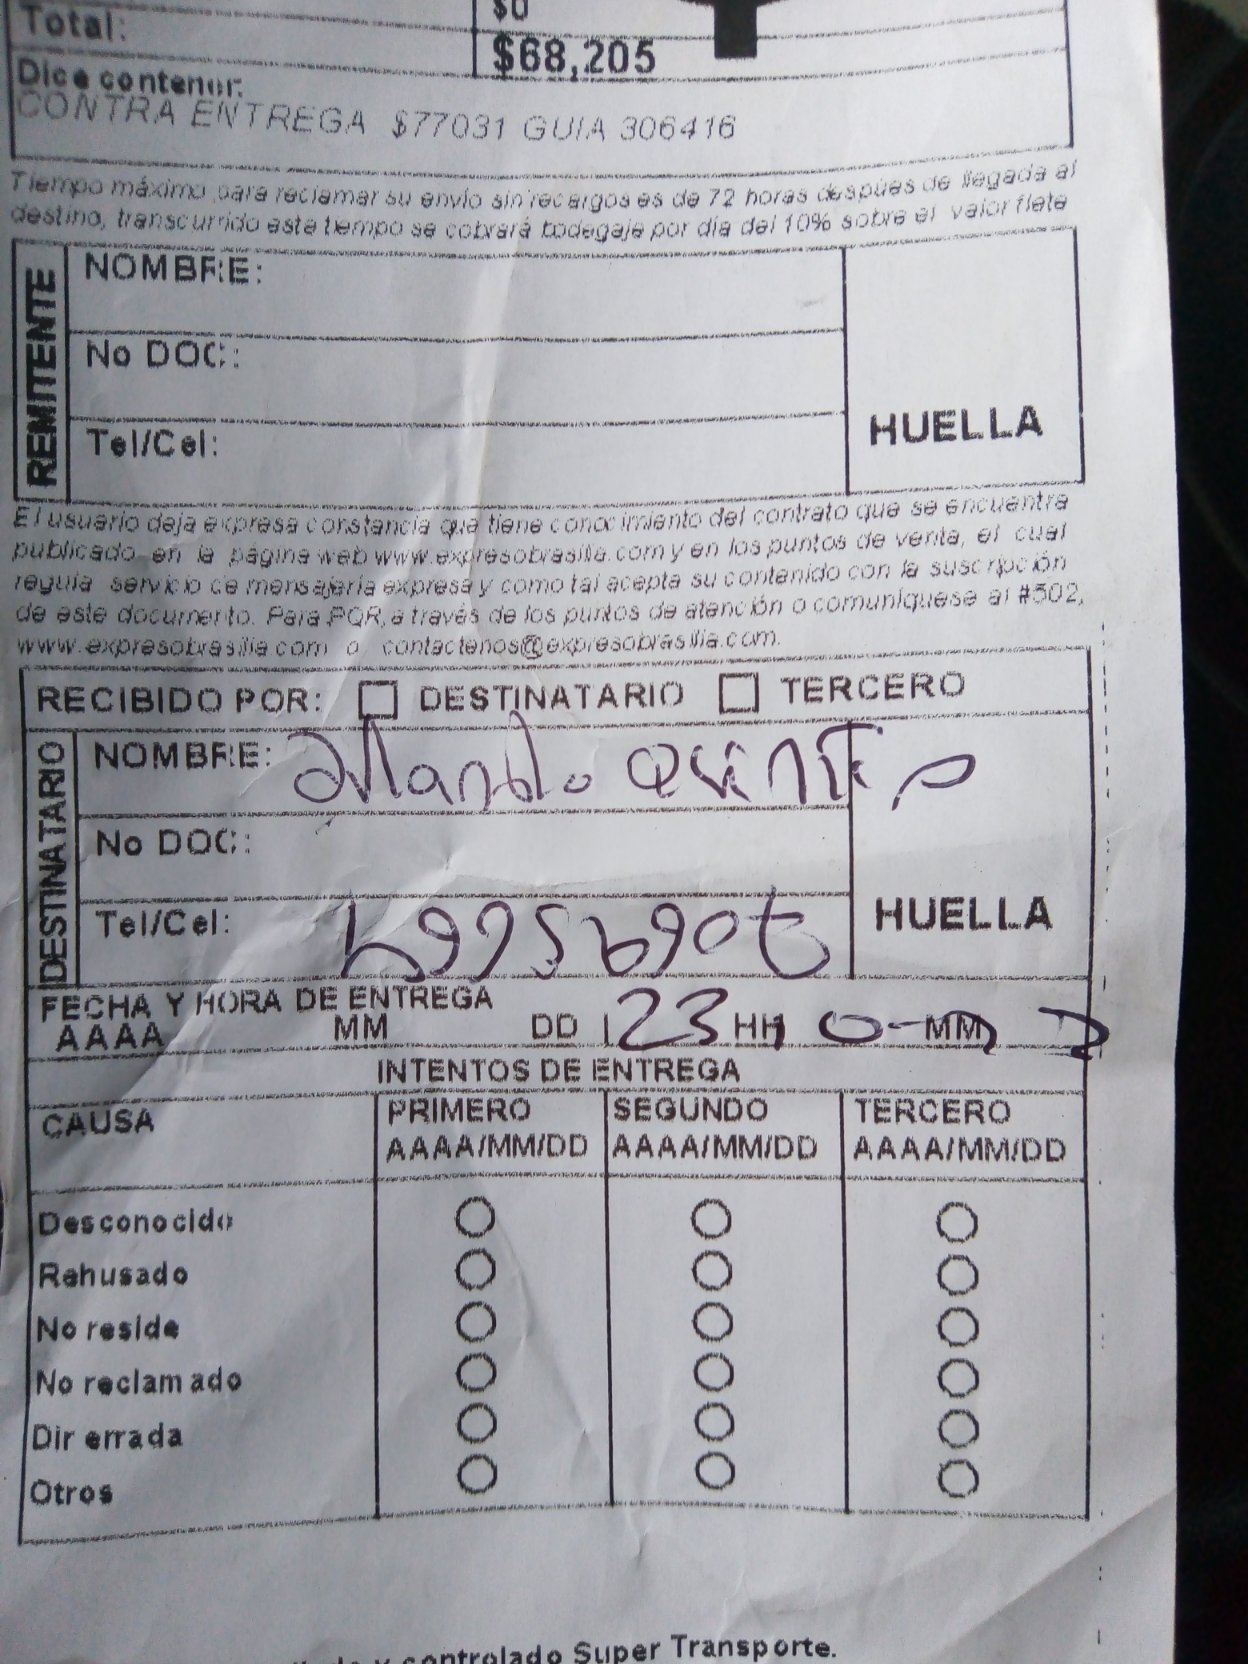 $0
Total: $68,205
Dice contener:
CONTRA ENTREGA $77031 GUIA 306416
Tiempo máximo para reclamar su envío sin recargos es de 72 horas después de llegada al
destino, transcurrido este tiempo se cobrará bodegaje por día del 10% sobre el valor flete
REMITENTE
NOMBRE:
No DOC:
Tel/Cel:
HUELLA
El usuario deja expresa constancia que tiene conocimiento del contrato que se encuentra
publicado en la página web www.expresobrasilia.com y en los puntos de venta, el cual
regula servicio de mensajería expresa y como tal acepta su contenido con la suscripción
de este documento. Para PQR, a través de los puntos de atención o comuníquese al #502,
www.expresobrasilia.com o contactenos@expresobrasilia.com.
RECIBIDO POR: DESTINATARIO TERCERO
DESTINATARIO
NOMBRE:
No DOC:
Tel/Cel:
HUELLA
FECHA Y HORA DE ENTREGA
AAAA MM DD 23 HH MM
INTENTOS DE ENTREGA
CAUSA PRIMERO SEGUNDO TERCERO
AAAA/MM/DD AAAA/MM/DD AAAA/MM/DD
Desconocido
Rehusado
No reside
No reclamado
Dir errada
Otros
y controlado Super Transporte.